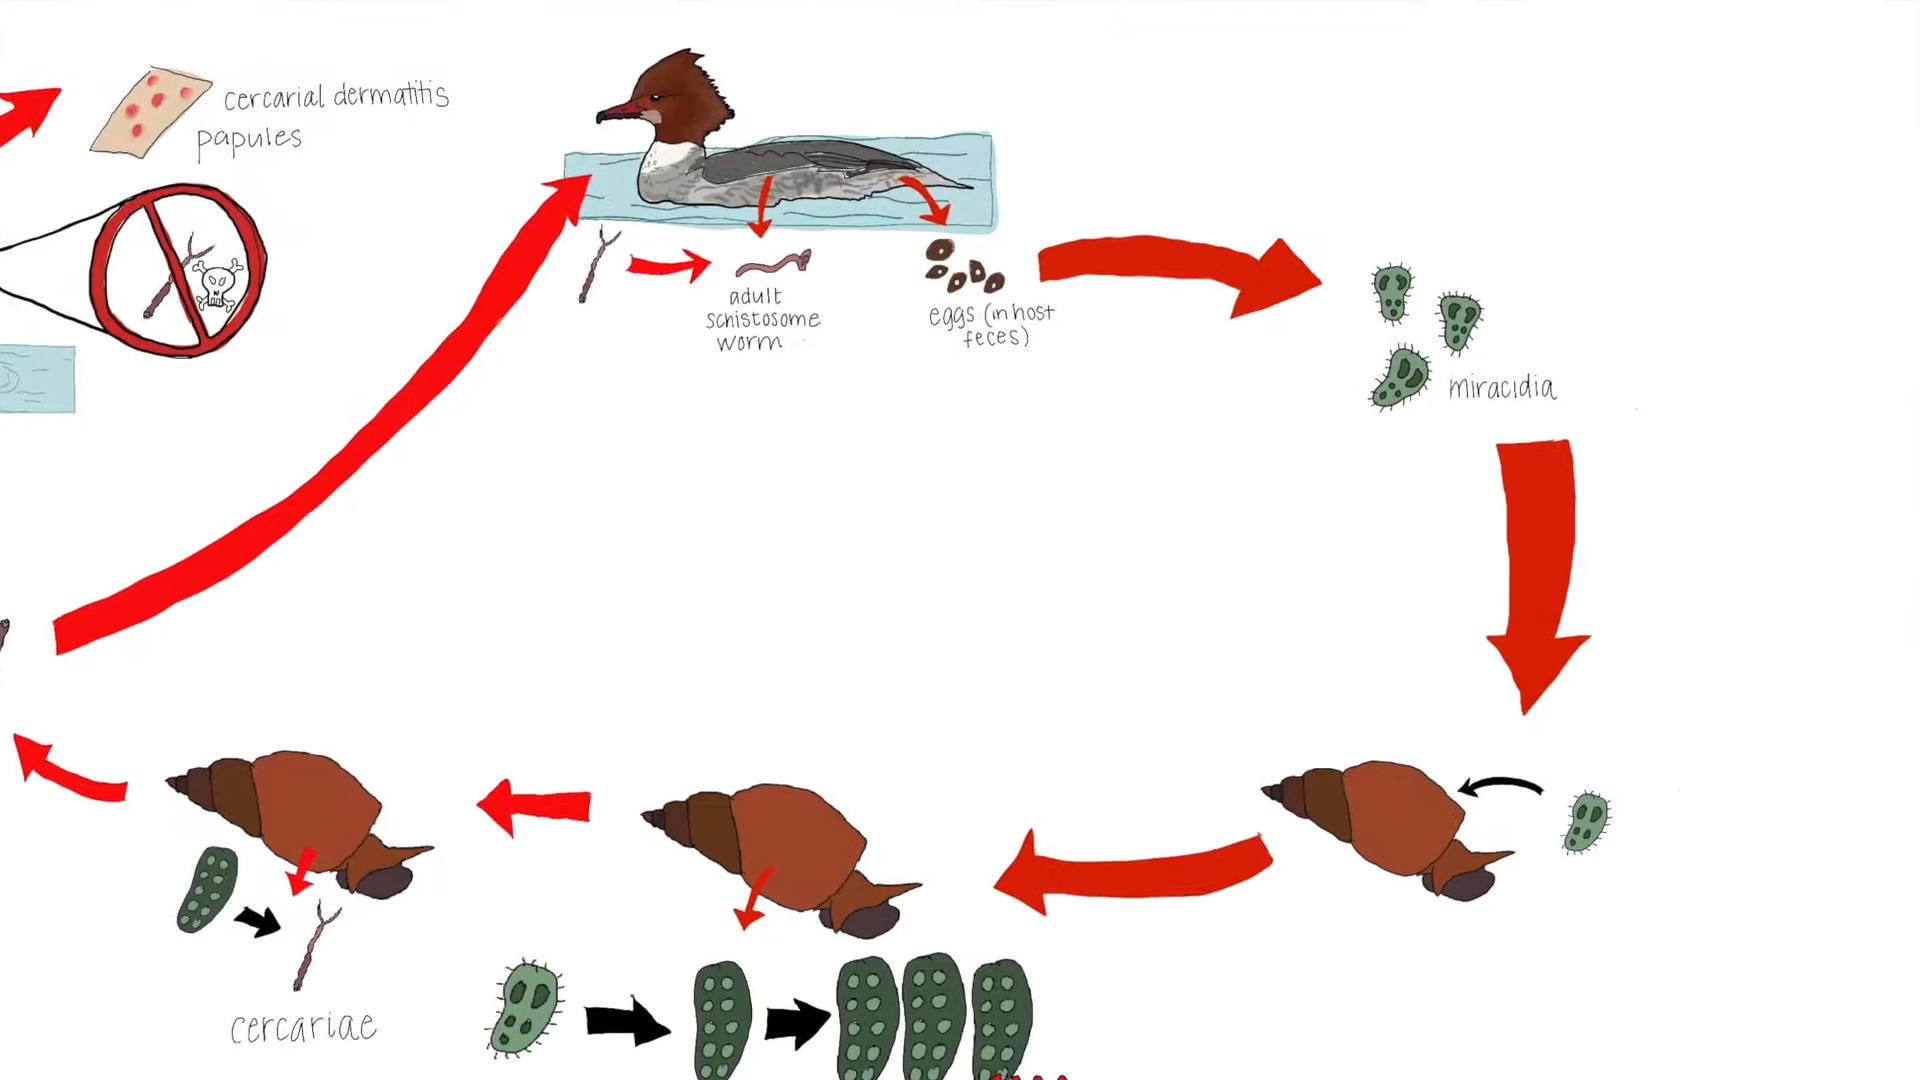 cercarial dermatitis
papules
adult
schistosome
worm
eggs (in host
feces)
miracidia
cercariae